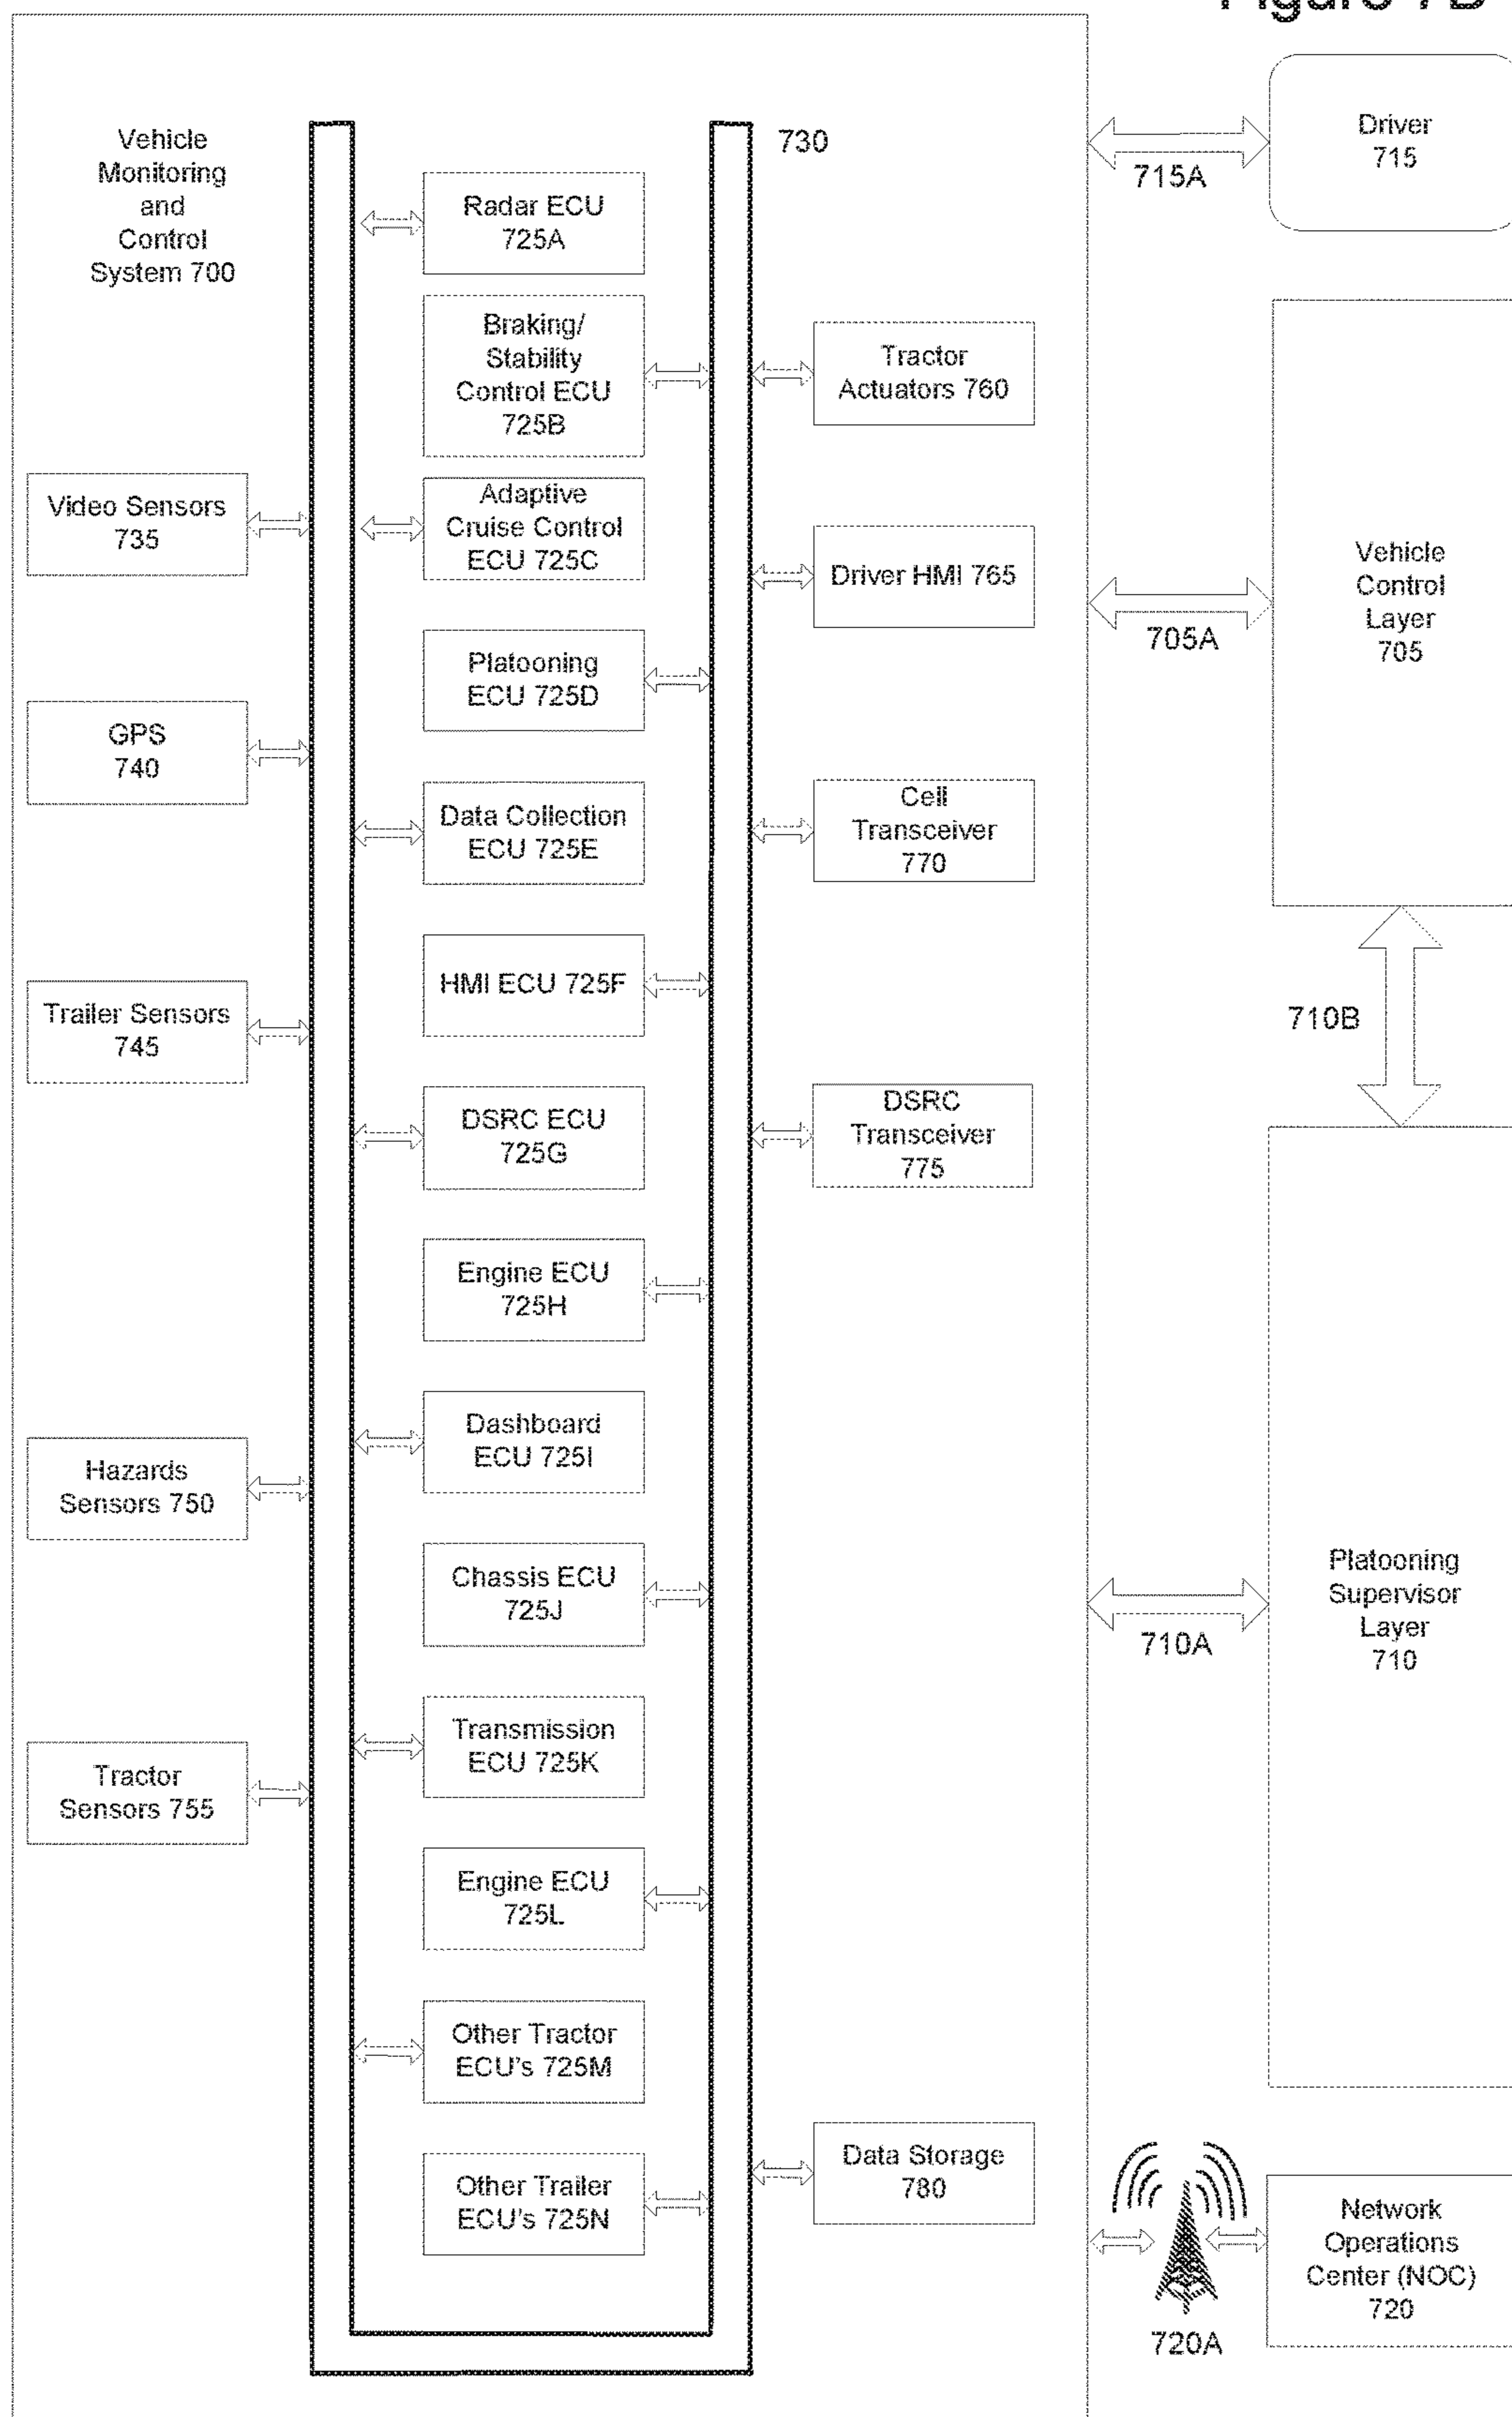 Figure 7B
Vehicle
Monitoring
and
Control
System 700
730
Radar ECU
725A
Braking/
Stability
Control ECU
725B
Adaptive
Cruise Control
ECU 725C
Platooning
ECU 725D
Data Collection
ECU 725E
HMI ECU 725F
DSRC ECU
725G
Engine ECU
725H
Dashboard
ECU 725I
Chassis ECU
725J
Transmission
ECU 725K
Engine ECU
725L
Other Tractor
ECU's 725M
Other Trailer
ECU's 725N
Video Sensors
735
GPS
740
Trailer Sensors
745
Hazards
Sensors 750
Tractor
Sensors 755
Tractor
Actuators 760
Driver HMI 765
Cell
Transceiver
770
DSRC
Transceiver
775
Data Storage
780
715A
Driver
715
705A
Vehicle
Control
Layer
705
710B
710A
Platooning
Supervisor
Layer
710
720A
Network
Operations
Center (NOC)
720